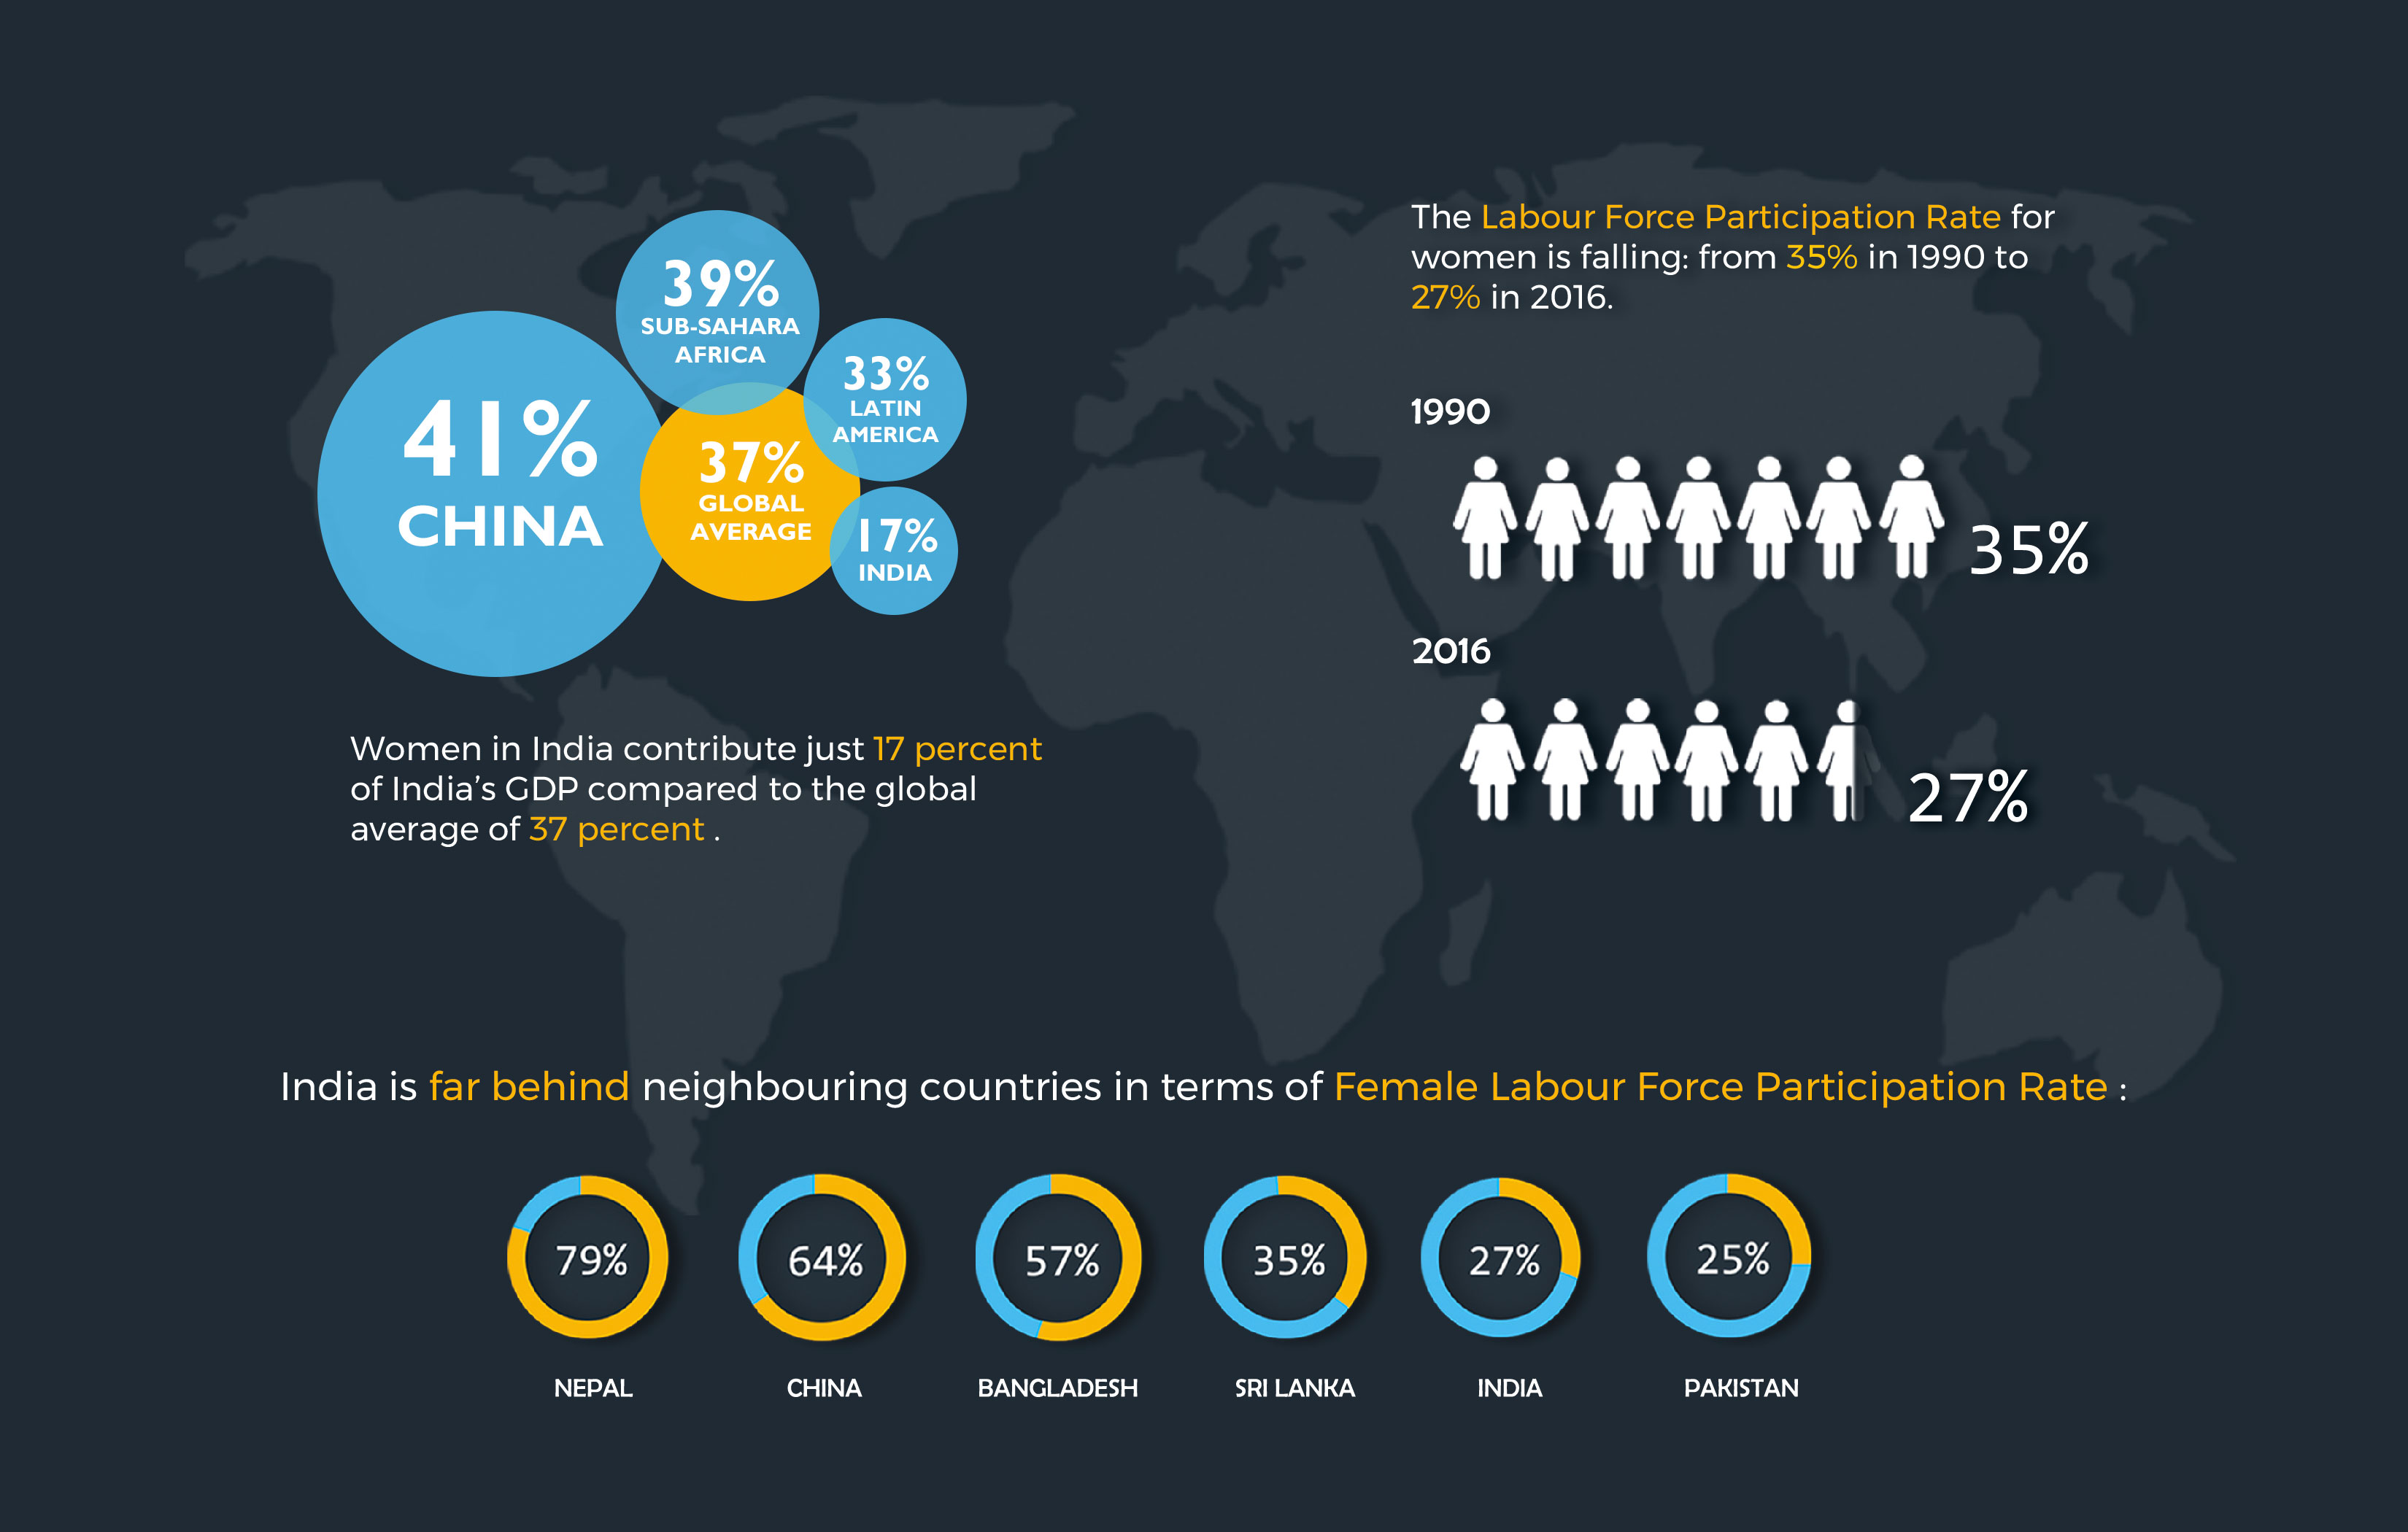 39%
SUB-SAHARA
AFRICA
33%
LATIN
AMERICA
41%
CHINA
37%
GLOBAL
AVERAGE
17%
INDIA
Women in India contribute just 17 percent
of India’s GDP compared to the global
average of 37 percent .
The Labour Force Participation Rate for
women is falling: from 35% in 1990 to
27% in 2016.
1990
35%
2016
27%
India is far behind neighbouring countries in terms of Female Labour Force Participation Rate :
79%
NEPAL
64%
CHINA
57%
BANGLADESH
35%
SRI LANKA
27%
INDIA
25%
PAKISTAN